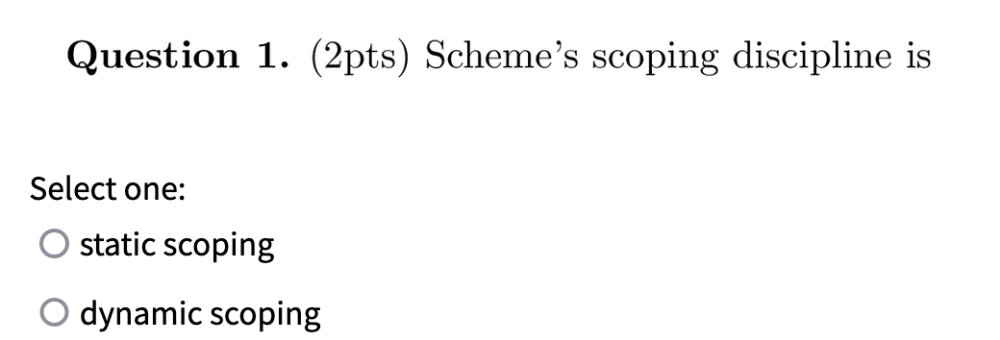 Question 1. (2pts) Scheme's scoping discipline is
Select one:
static scoping
dynamic scoping